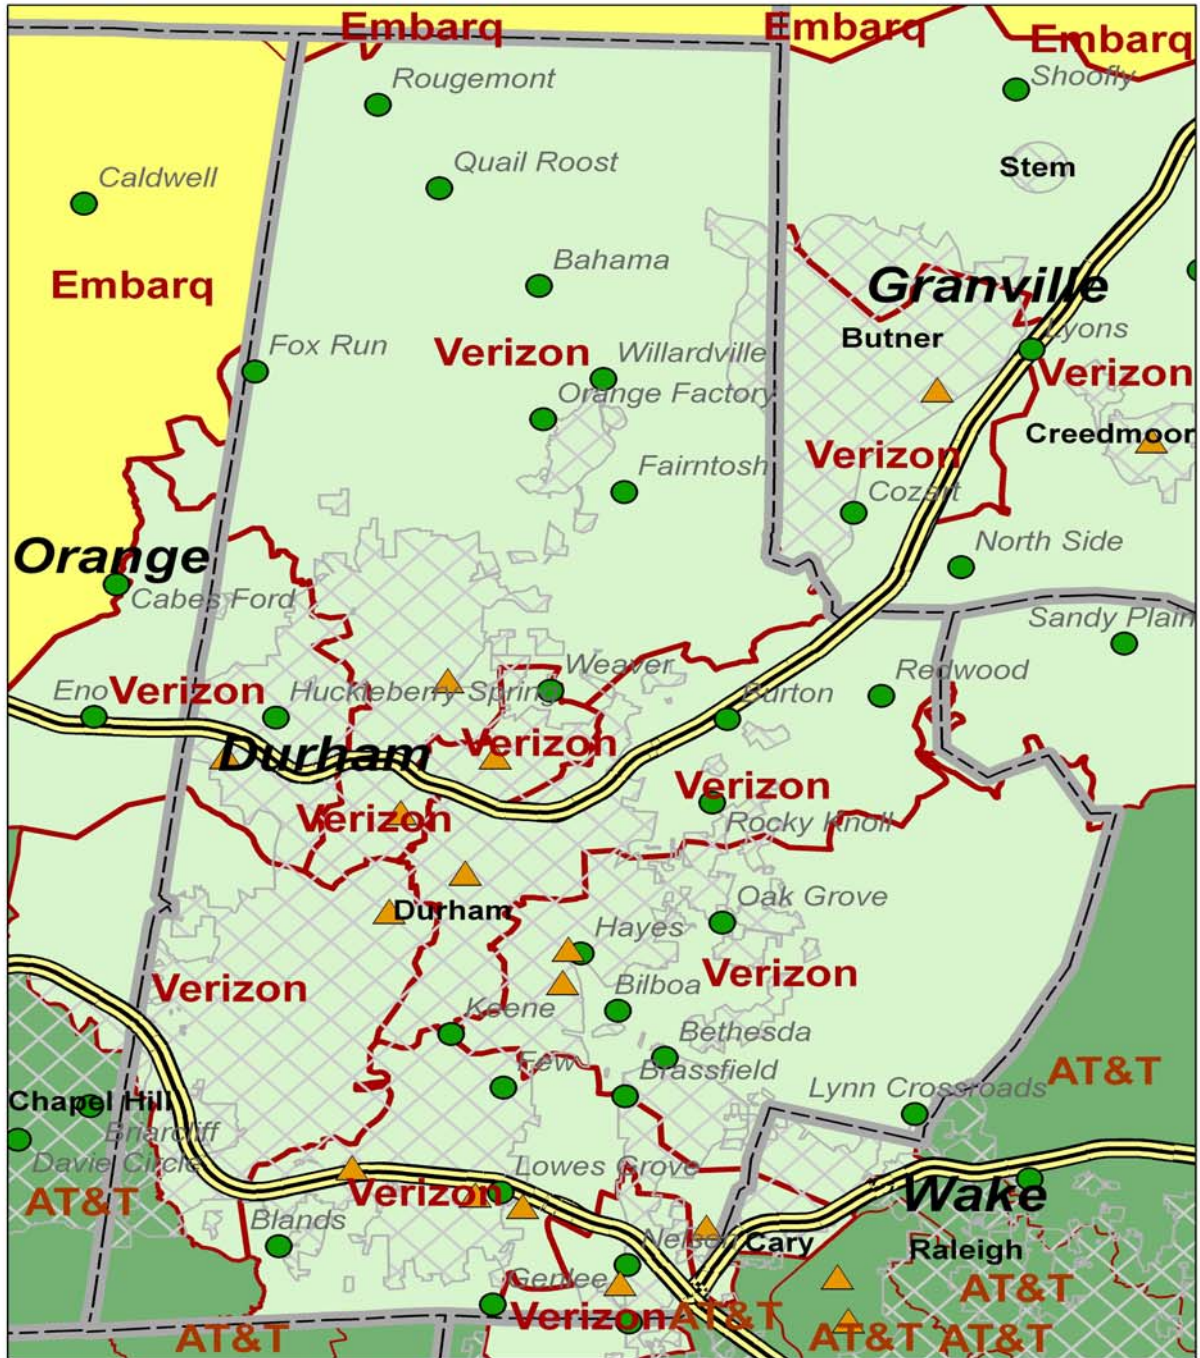 Embarq
Embarq
Embarq
Rougemont
Shoofly
Quail Roost
Stem
Caldwell
Bahama
Embarq
Granville
Fox Run
Verizon
Willardville
Butner
Lyons
Orange Factory
Verizon
Creedmoor
Fairntosh
Verizon
Cozart
Orange
North Side
Cabes Ford
Sandy Plain
Eno
Verizon
Huckleberry Spring
Weaver
Burton
Redwood
Durham
Verizon
Verizon
Verizon
Rocky Knoll
Durham
Oak Grove
Hayes
Verizon
Verizon
Bilboa
Keene
Bethesda
Few
Brassfield
AT&T
Lynn Crossroads
Chapel Hill
Briarcliff
Davie Circle
AT&T
Lowes Grove
Verizon
Wake
Blands
Nelson
Cary
Raleigh
Genlee
AT&T
Verizon
AT&T
AT&T
AT&T
AT&T